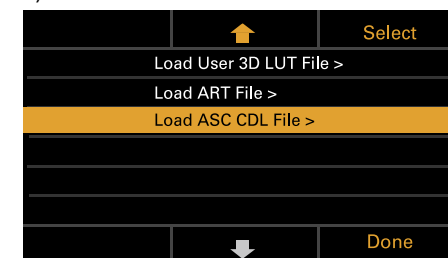 Select
Load User 3D LUT File >
Load ART File >
Load ASC CDL File >
Done